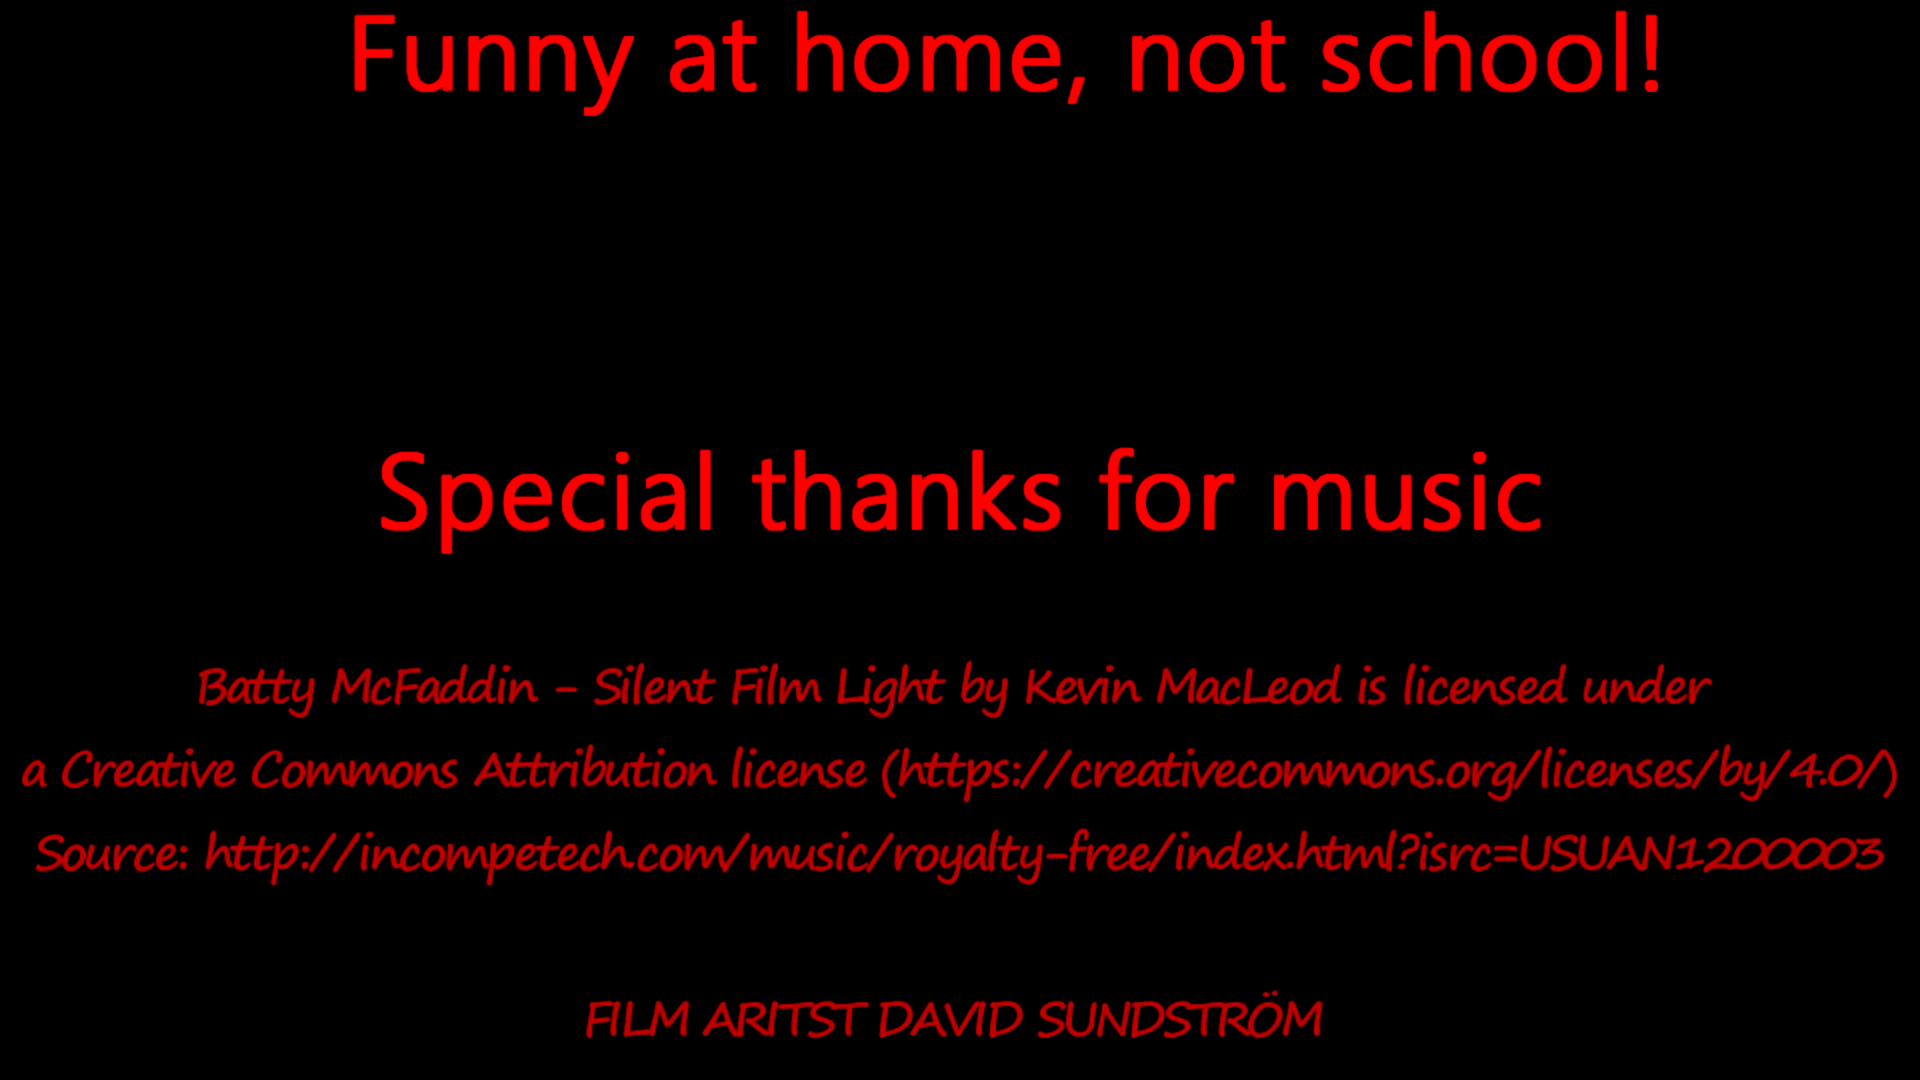 Funny at home, not school!
Special thanks for music
Batty McFaddin - Silent Film Light by Kevin MacLeod is licensed under
a Creative Commons Attribution license (https://creativecommons.org/licenses/by/4.0/)
Source: http://incompetech.com/music/royalty-free/index.html?isrc=USUAN1200003
FILM ARITST DAVID SUNDSTRÖM